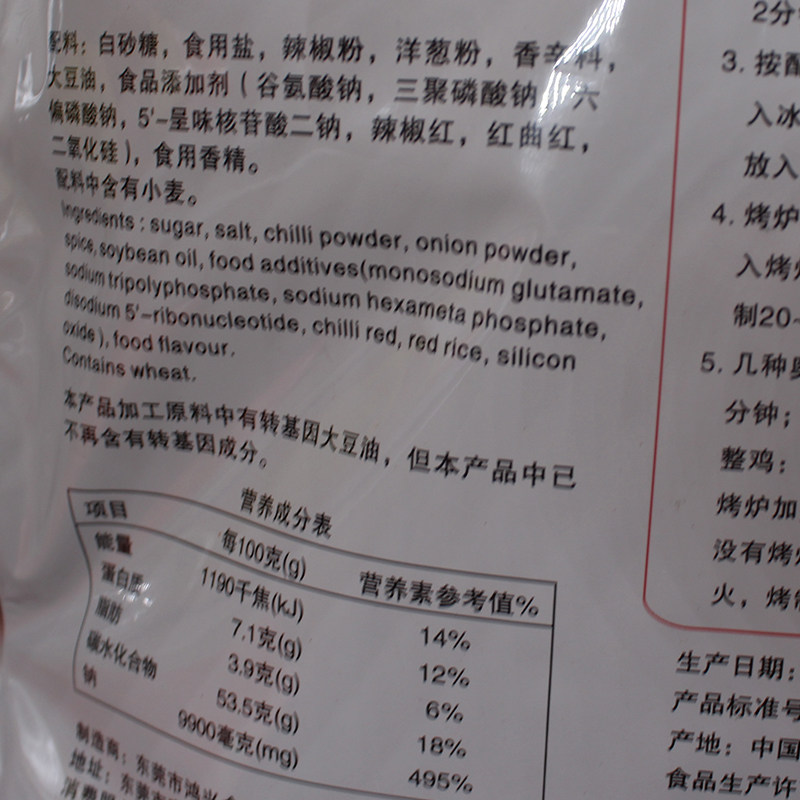 配料：白砂糖，食用盐，辣椒粉，洋葱粉，香辛料，
大豆油，食品添加剂（谷氨酸钠，三聚磷酸钠，六
偏磷酸钠，5'-呈味核苷酸二钠，辣椒红，红曲红，
二氧化硅），食用香精。
配料中含有小麦。
Ingredients : sugar, salt, chilli powder, onion powder,
spice, soybean oil, food additives(monosodium glutamate,
sodium tripolyphosphate, sodium hexameta phosphate,
disodium 5'-ribonucleotide, chilli red, red rice, silicon
oxide ), food flavour.
Contains wheat.
本产品加工原料中有转基因大豆油，但本产品中已
不再含有转基因成分。
营养成分表
项目 每100克(g) 营养素参考值%
能量 1190千焦(kJ) 14%
蛋白质 7.1克(g) 12%
脂肪 3.9克(g) 6%
碳水化合物 53.5克(g) 18%
钠 9900毫克(mg) 495%
制造商：东莞市鸿兴
地址：东莞
2分
3. 按
入冰
放入
4. 烤炉
入烤
制20
5. 几种
分钟；
整鸡：
烤炉加
没有烤
火，烤
生产日期：
产品标准号
产地：中国
食品生产许